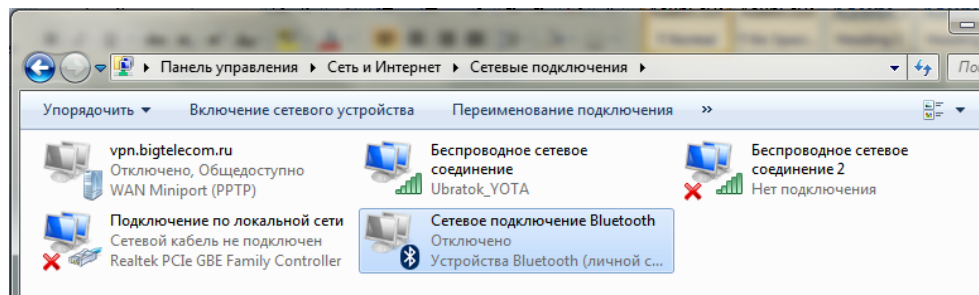 Панель управления ▸ Сеть и Интернет ▸ Сетевые подключения ▸
Упорядочить ▾ Включение сетевого устройства Переименование подключения »
vpn.bigtelecom.ru
Отключено, Общедоступно
WAN Miniport (PPTP)
Беспроводное сетевое
соединение
Ubratok_YOTA
Беспроводное сетевое
соединение 2
Нет подключения
Подключение по локальной сети
Сетевой кабель не подключен
Realtek PCIe GBE Family Controller
Сетевое подключение Bluetooth
Отключено
Устройства Bluetooth (личной с...